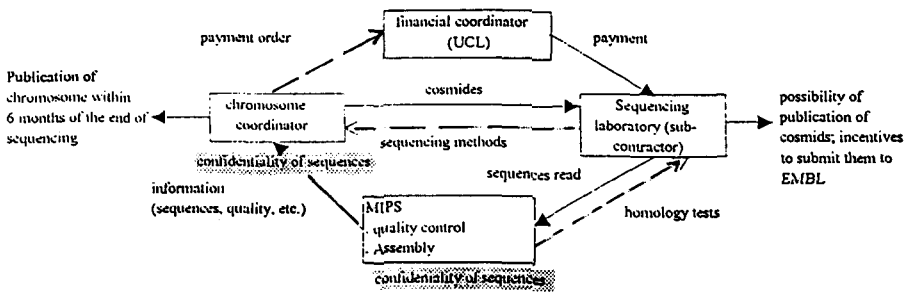 financial coordinator
(UCL)
payment order
payment
Publication of
chromosome within
6 months of the end of
sequencing
chromosome
coordinator
cosmides
sequencing methods
Sequencing
laboratory (sub-
contractor)
possibility of
publication of
cosmids; incentives
to submit them to
EMBL
confidentiality of sequences
information
(sequences, quality, etc.)
sequences read
homology tests
MIPS
. quality control
. Assembly
confideniality of sequences